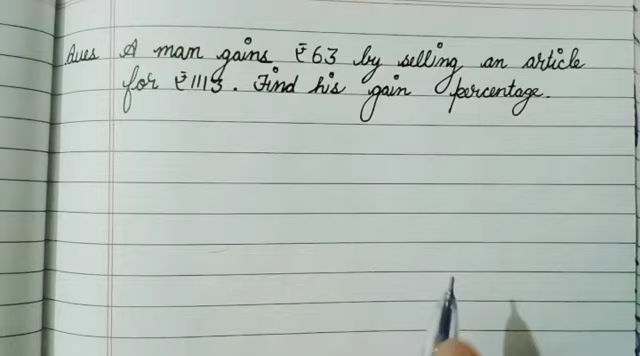 Ques A man gains ₹63 by selling an article
for ₹1113. Find his gain percentage.